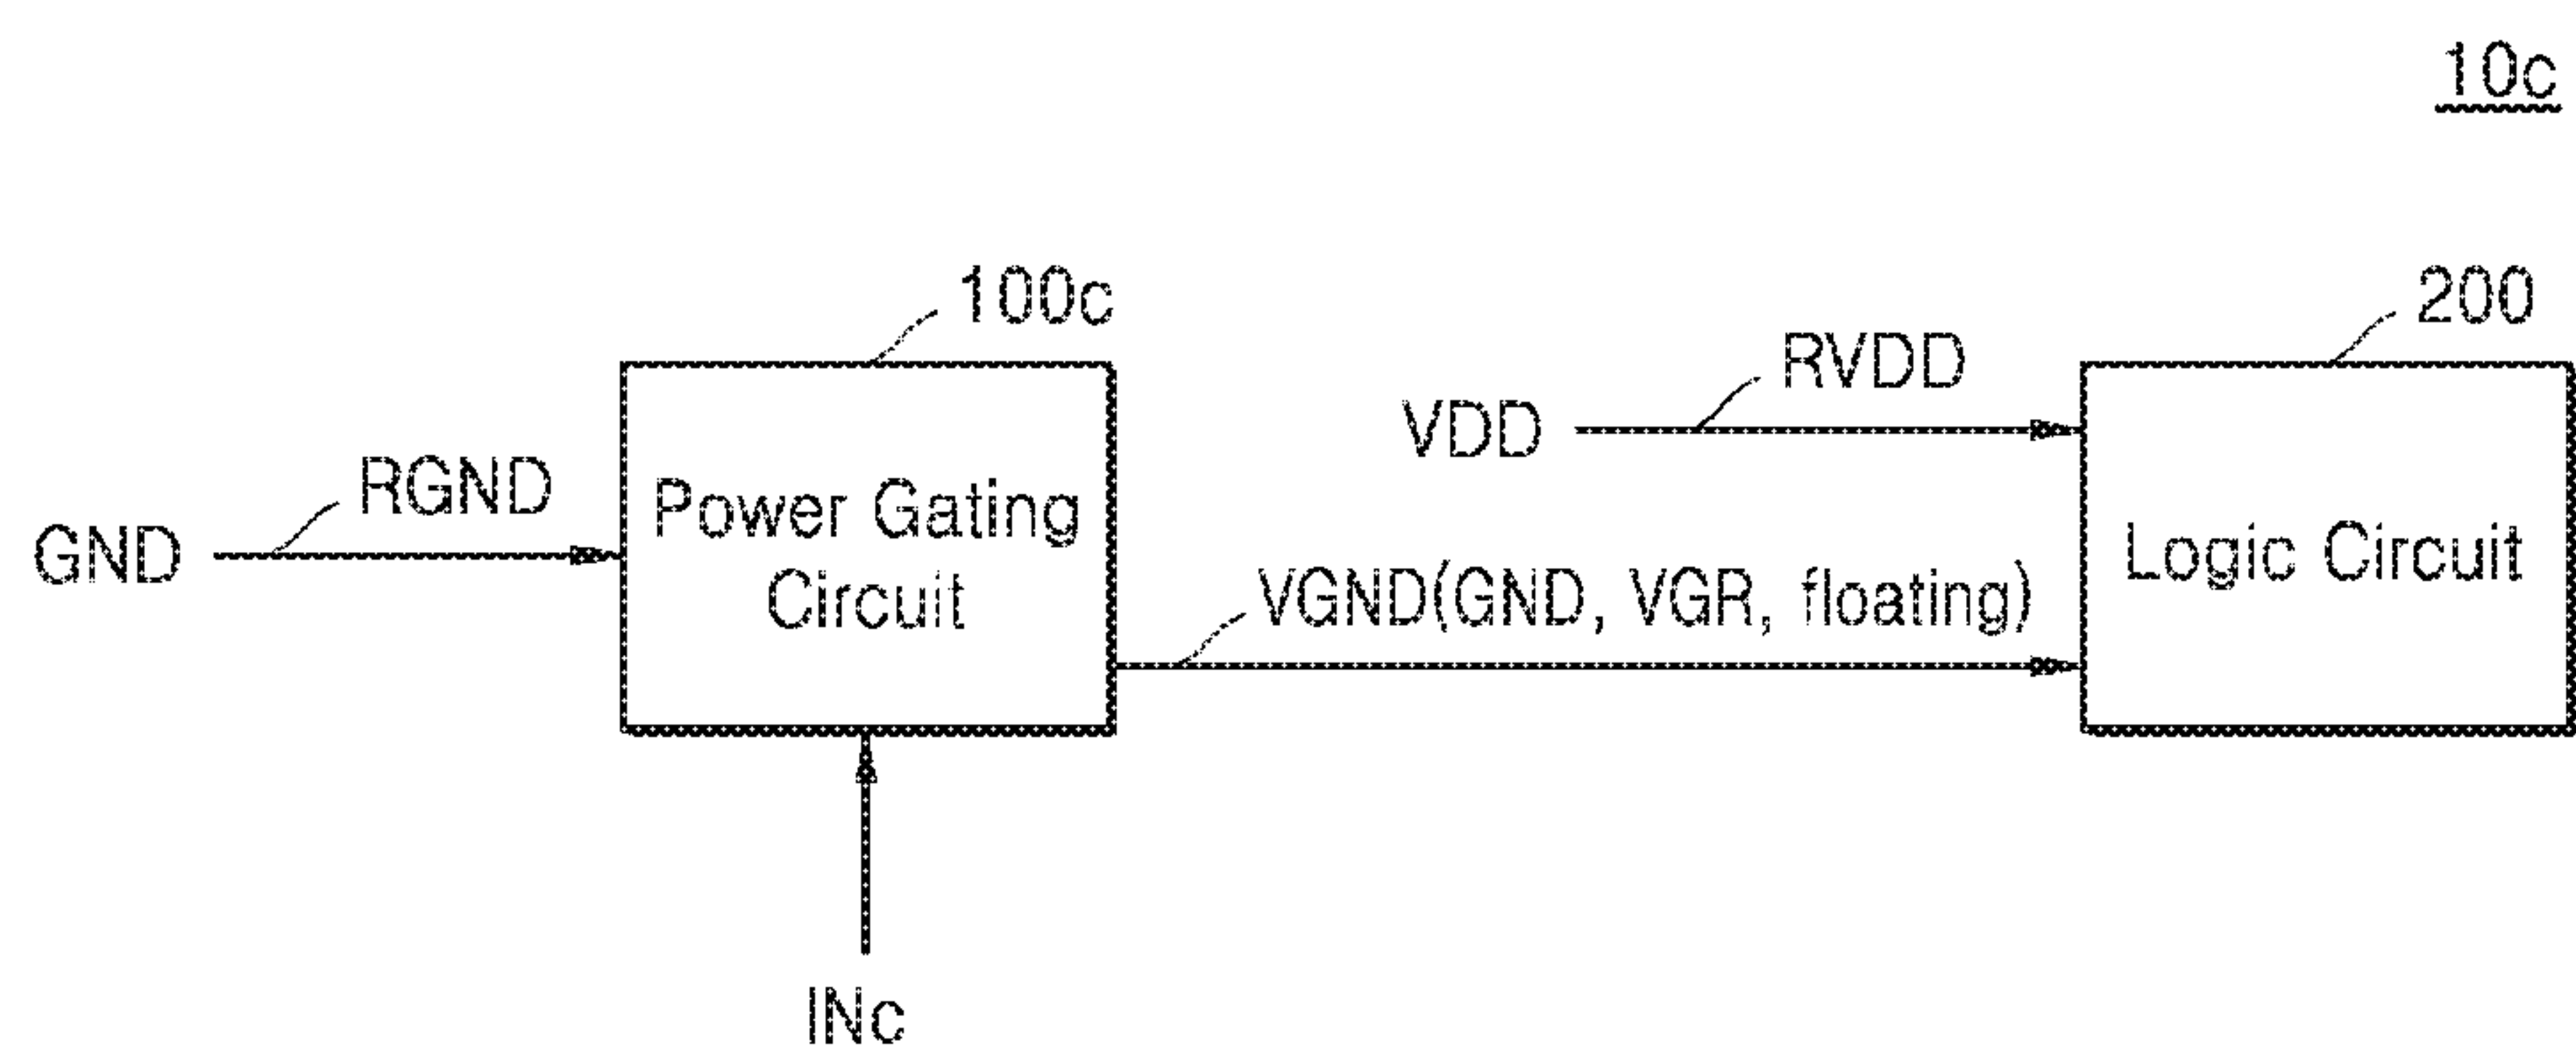 10c
100c
200
RVDD
VDD
RGND
GND
Power Gating
Circuit
VGND(GND, VGR, floating)
Logic Circuit
INc